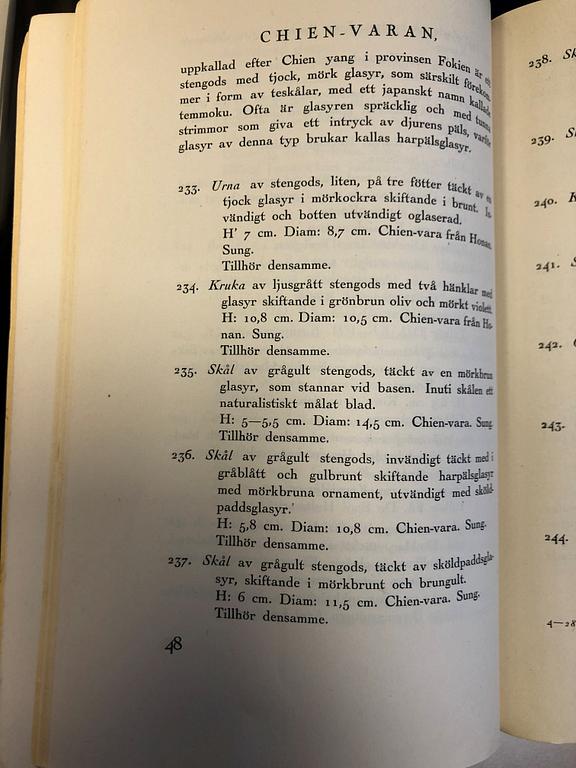 CHIEN-VARAN,
uppkallad efter Chien yang i provinsen Fokien är ett
stengods med tjock, mörk glasyr, som särskilt förekom-
mer i form av teskålar, med ett japanskt namn kallade
temmoku. Ofta är glasyren spräcklig och med tunna
strimmor som giva ett intryck av djurens päls, varför
glasyr av denna typ brukar kallas harpälsglasyr.
233. Urna av stengods, liten, på tre fötter täckt av en
tjock glasyr i mörkockra skiftande i brunt. In-
vändigt och botten utvändigt oglaserad.
H' 7 cm. Diam: 8,7 cm. Chien-vara från Honan.
Sung.
Tillhör densamme.
234. Kruka av ljusgrått stengods med två hänklar med
glasyr skiftande i grönbrun oliv och mörkt violett.
H: 10,8 cm. Diam: 10,5 cm. Chien-vara från Ho-
nan. Sung.
Tillhör densamme.
235. Skål av grågult stengods, täckt av en mörkbrun
glasyr, som stannar vid basen. Inuti skålen ett
naturalistiskt målat blad.
H: 5—5,5 cm. Diam: 14,5 cm. Chien-vara. Sung.
Tillhör densamme.
236. Skål av grågult stengods, invändigt täckt med i
gråblått och gulbrunt skiftande harpälsglasyr
med mörkbruna ornament, utvändigt med sköld-
paddsglasyr.
H: 5,8 cm. Diam: 10,8 cm. Chien-vara. Sung.
Tillhör densamme.
237. Skål av grågult stengods, täckt av sköldpaddsgla-
syr, skiftande i mörkbrunt och brungult.
H: 6 cm. Diam: 11,5 cm. Chien-vara. Sung.
Tillhör densamme.
48
238.
239.
240.
241.
242.
243.
244.
4—28